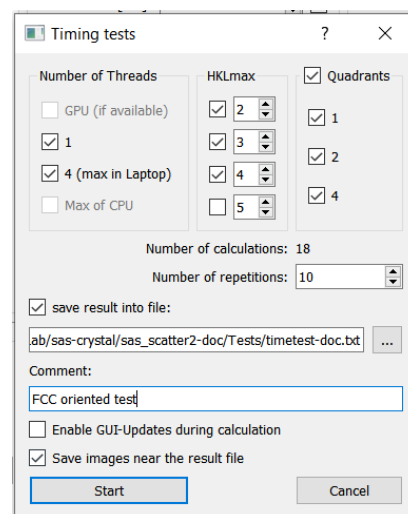 Timing tests ?
Number of Threads HKLmax Quadrants
GPU (if available) 2 1
1 3 2
4 (max in Laptop) 4 4
Max of CPU 5
Number of calculations: 18
Number of repetitions: 10
save result into file:
.ab/sas-crystal/sas_scatter2-doc/Tests/timetest-doc.txt ...
Comment:
FCC oriented test
Enable GUI-Updates during calculation
Save images near the result file
Start Cancel